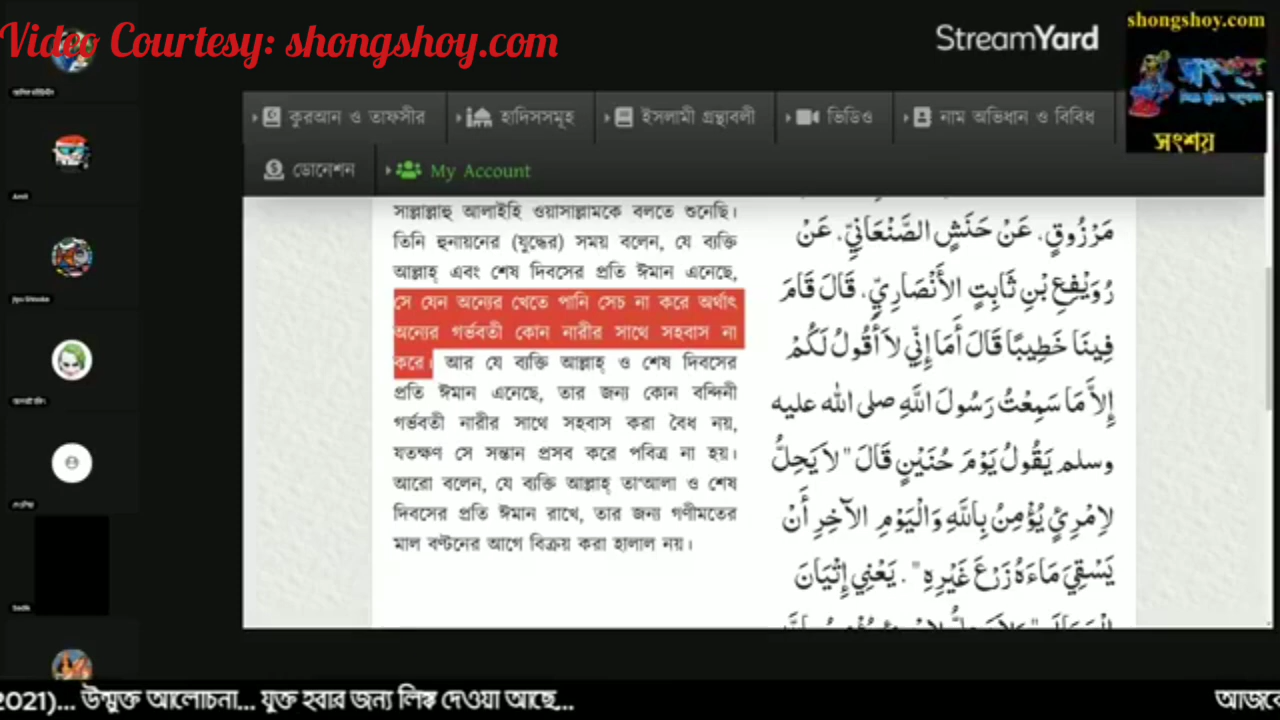 Video Courtesy: shongshoy.com
StreamYard
shongshoy.com
সংশয়
কুরআন ও তাফসীর
হাদিসসমূহ
ইসলামী গ্রন্থাবলী
ভিডিও
নাম অভিধান ও বিবিধ
ডোনেশন
My Account
সাল্লাল্লাহু আলাইহি ওয়াসাল্লামকে বলতে শুনেছি।
তিনি হুনায়নের (যুদ্ধের) সময় বলেন, যে ব্যক্তি
আল্লাহ্ এবং শেষ দিবসের প্রতি ঈমান এনেছে,
সে যেন অন্যের খেতে পানি সেচ না করে অর্থাৎ
অন্যের গর্ভবতী কোন নারীর সাথে সহবাস না
করে। আর যে ব্যক্তি আল্লাহ্ ও শেষ দিবসের
প্রতি ঈমান এনেছে, তার জন্য কোন বন্দিনী
গর্ভবতী নারীর সাথে সহবাস করা বৈধ নয়,
যতক্ষণ সে সন্তান প্রসব করে পবিত্র না হয়।
আরো বলেন, যে ব্যক্তি আল্লাহ্ তা'আলা ও শেষ
দিবসের প্রতি ঈমান রাখে, তার জন্য গণীমতের
মাল বণ্টনের আগে বিক্রয় করা হালাল নয়।
مَرْزُوقٍ، عَنْ حَنَشٍ الصَّنْعَانِيِّ، عَنْ
رُوَيْفِعِ بْنِ ثَابِتٍ الأَنْصَارِيِّ، قَالَ قَامَ
فِينَا خَطِيبًا قَالَ أَمَا إِنِّي لاَ أَقُولُ لَكُمْ
إِلاَّ مَا سَمِعْتُ رَسُولَ اللَّهِ صلى الله عليه
وسلم يَقُولُ يَوْمَ حُنَيْنٍ قَالَ " لاَ يَحِلُّ
لاِمْرِئٍ يُؤْمِنُ بِاللَّهِ وَالْيَوْمِ الآخِرِ أَنْ
يَسْقِيَ مَاءَهُ زَرْعَ غَيْرِهِ " . يَعْنِي إِتْيَانَ
2021)... উন্মুক্ত আলোচনা... যুক্ত হবার জন্য লিঙ্ক দেওয়া আছে...
আজকে